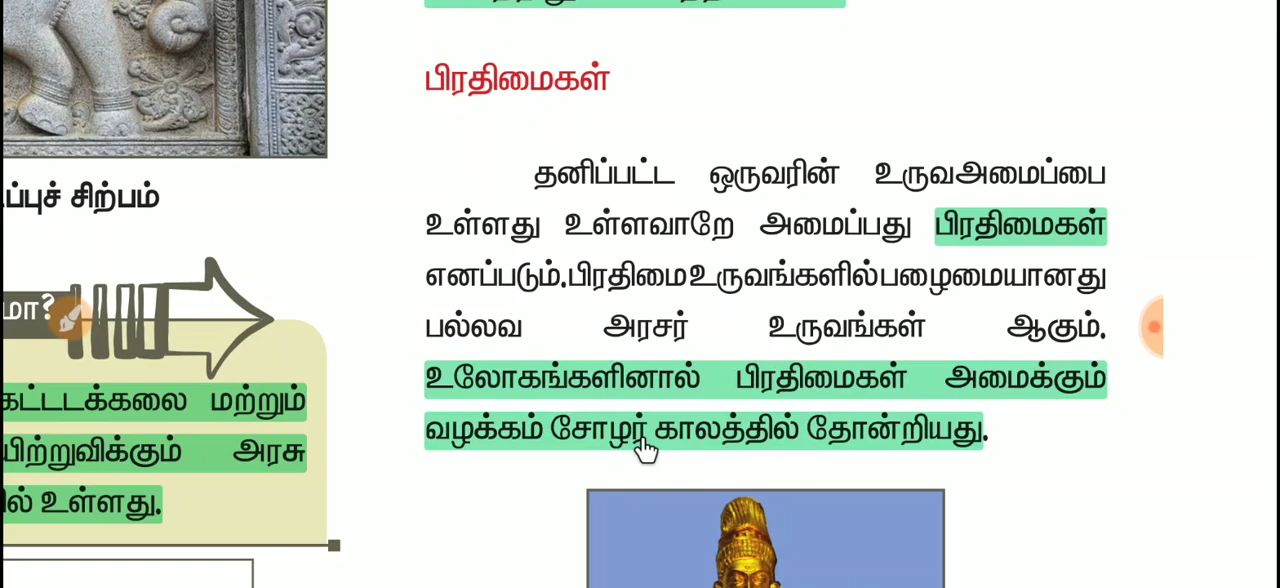 பிரதிமைகள்
தனிப்பட்ட ஒருவரின் உருவஅமைப்பை
உள்ளது உள்ளவாறே அமைப்பது பிரதிமைகள்
எனப்படும்.பிரதிமைஉருவங்களில்பழைமையானது
பல்லவ அரசர் உருவங்கள் ஆகும்.
உலோகங்களினால் பிரதிமைகள் அமைக்கும்
வழக்கம் சோழர் காலத்தில் தோன்றியது.
சிற்பம்
மா?
கட்டடக்கலை மற்றும்
அரசு
உள்ளது.